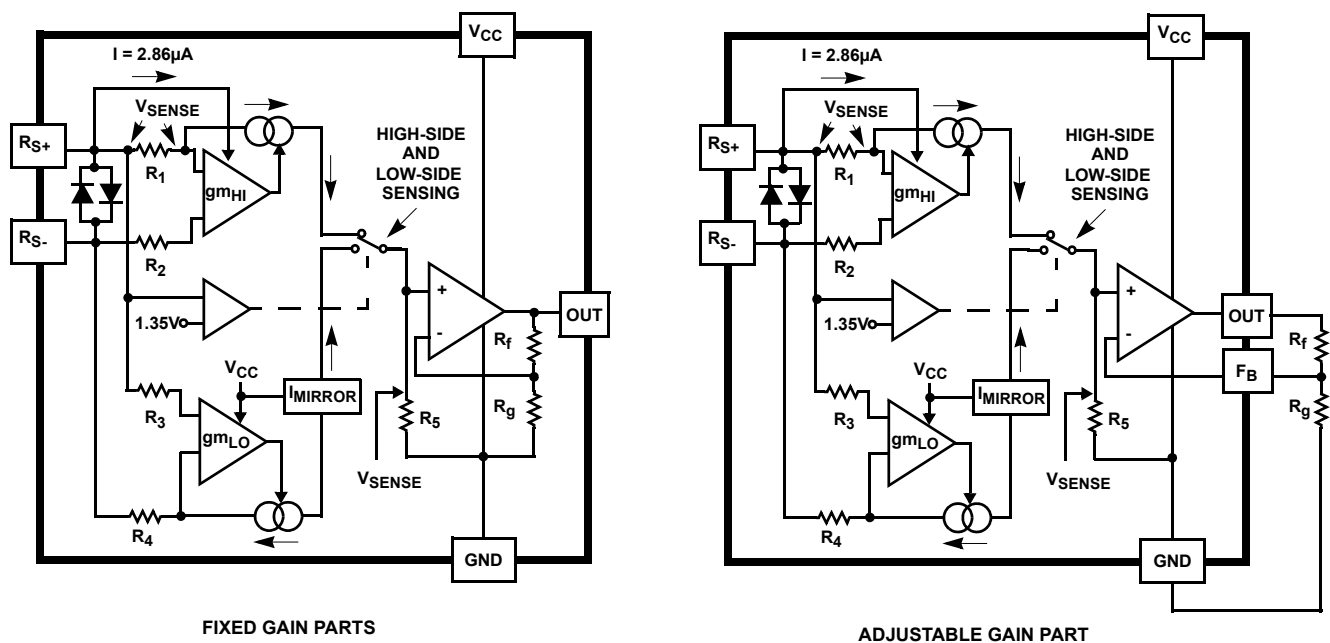 I = 2.86µA
VCC
VSENSE
RS+
R1
gmHI
HIGH-SIDE
AND
LOW-SIDE
SENSING
RS-
R2
+
-
OUT
1.35V
Rf
VCC
IMIRROR
R3
R5
Rg
gmLO
VSENSE
R4
GND
FIXED GAIN PARTS
I = 2.86µA
VCC
VSENSE
RS+
R1
gmHI
HIGH-SIDE
AND
LOW-SIDE
SENSING
RS-
R2
+
-
OUT
1.35V
Rf
FB
VCC
IMIRROR
R3
R5
Rg
gmLO
VSENSE
R4
GND
ADJUSTABLE GAIN PART